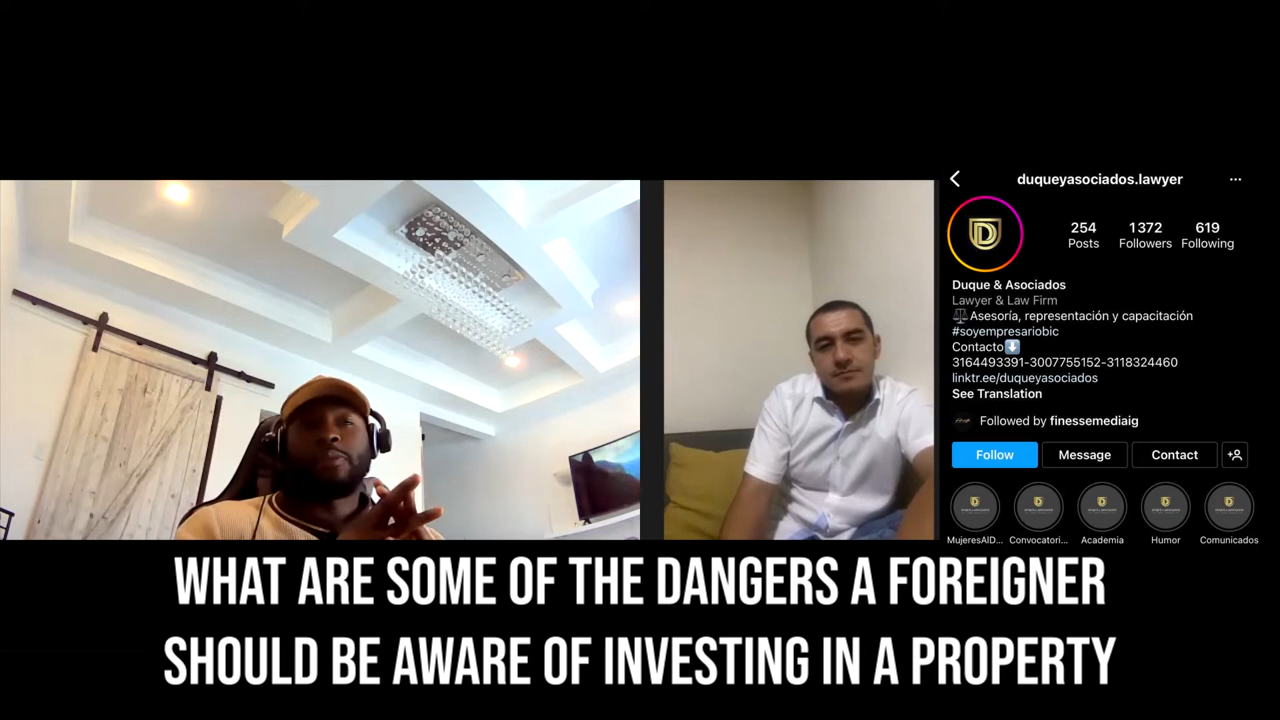 duqueyasociados.lawyer
254 1372 619
Posts Followers Following
Duque & Asociados
Lawyer & Law Firm
Asesoría, representación y capacitación
#soyempresariobic
Contacto
3164493391-3007755152-3118324460
linktr.ee/duqueyasociados
See Translation
Followed by finessemediaig
Follow Message Contact
MujeresAlD... Convocatori... Academia Humor Comunicados
WHAT ARE SOME OF THE DANGERS A FOREIGNER
SHOULD BE AWARE OF INVESTING IN A PROPERTY